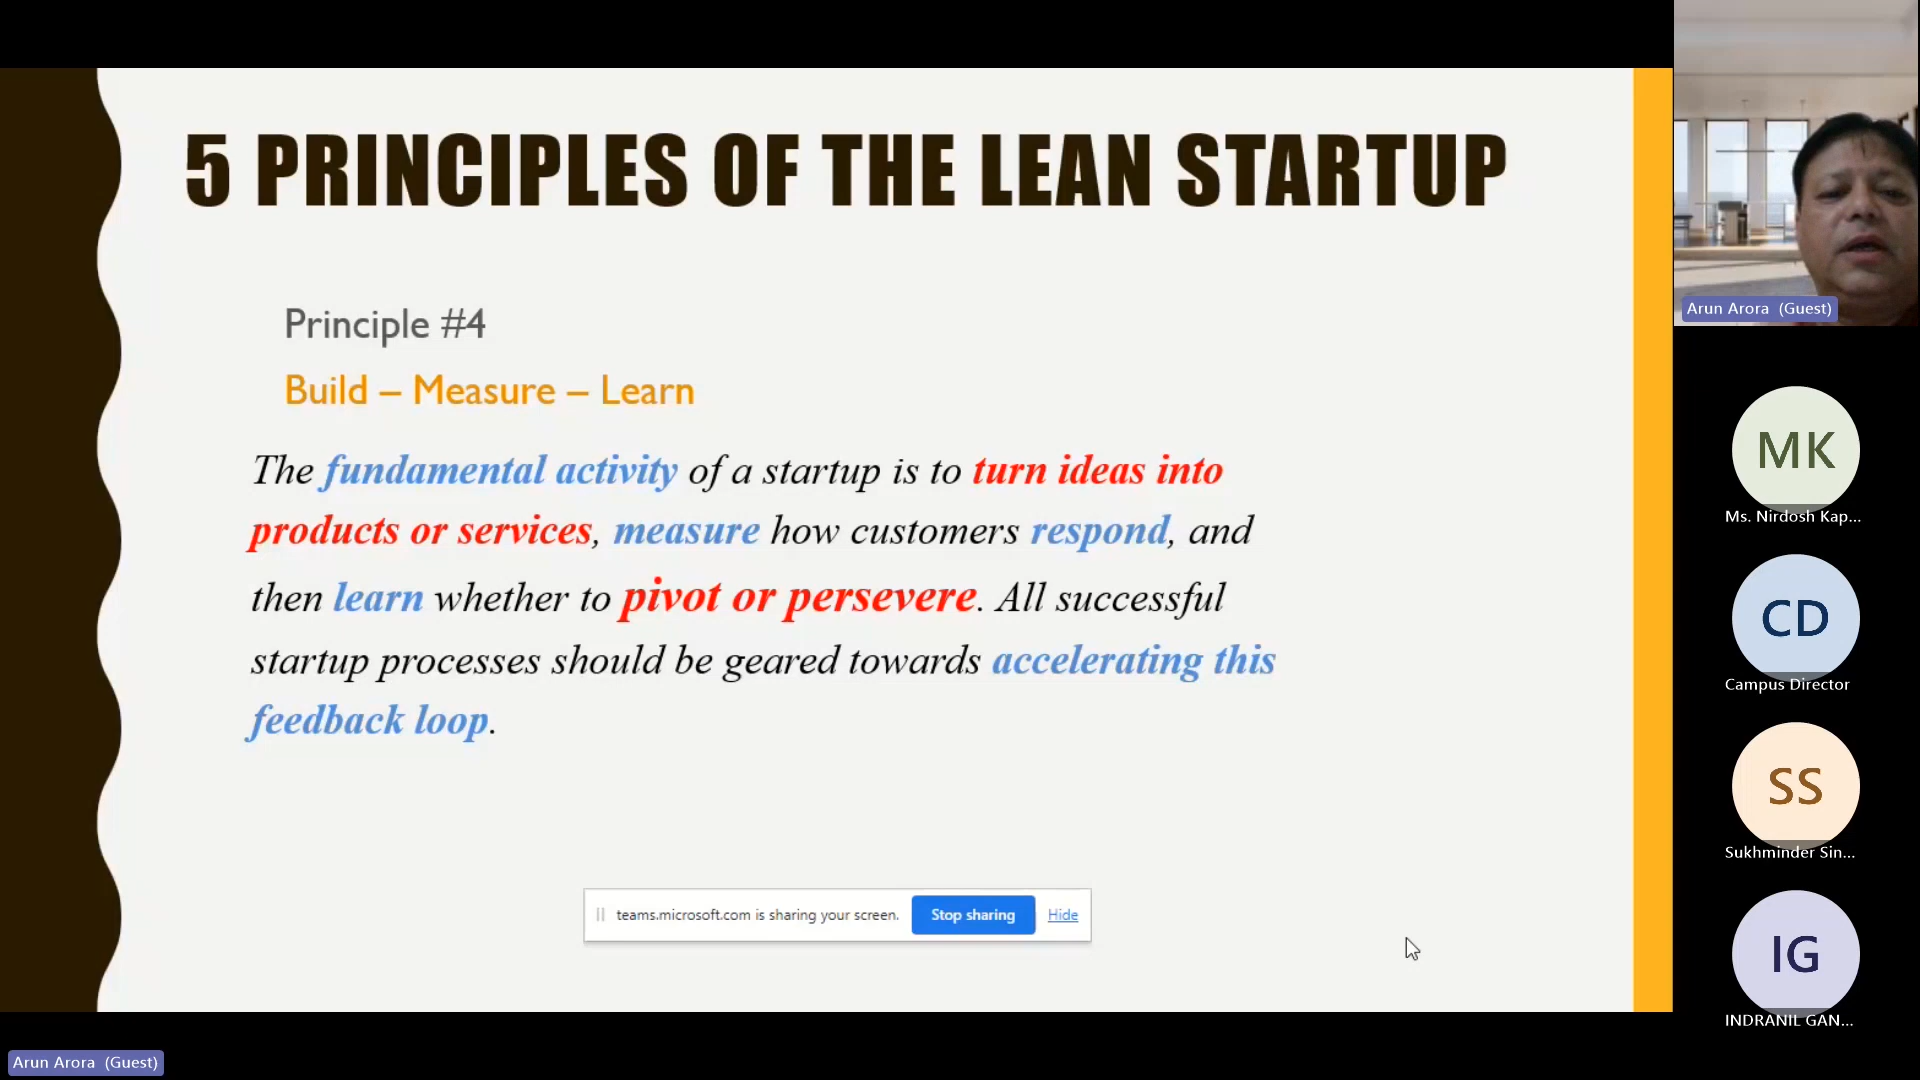 5 PRINCIPLES OF THE LEAN STARTUP
Principle #4
Build – Measure – Learn
The fundamental activity of a startup is to turn ideas into
products or services, measure how customers respond, and
then learn whether to pivot or persevere. All successful
startup processes should be geared towards accelerating this
feedback loop.
teams.microsoft.com is sharing your screen. Stop sharing Hide
Arun Arora (Guest)
MK
Ms. Nirdosh Kap...
CD
Campus Director
SS
Sukhminder Sin...
IG
INDRANIL GAN...
Arun Arora (Guest)